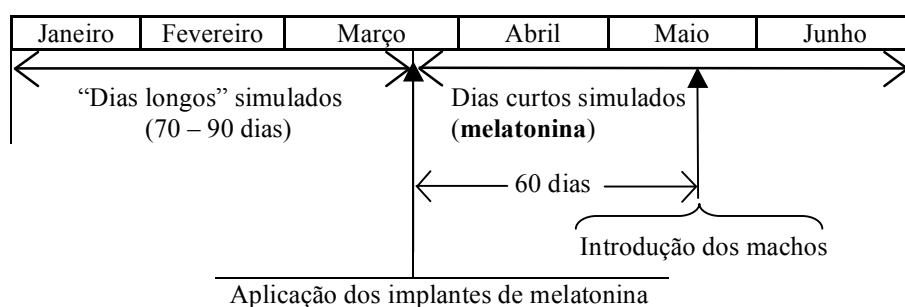 Janeiro Fevereiro Março Abril Maio Junho
“Dias longos” simulados
(70 – 90 dias)
Dias curtos simulados
(melatonina)
60 dias
Introdução dos machos
Aplicação dos implantes de melatonina